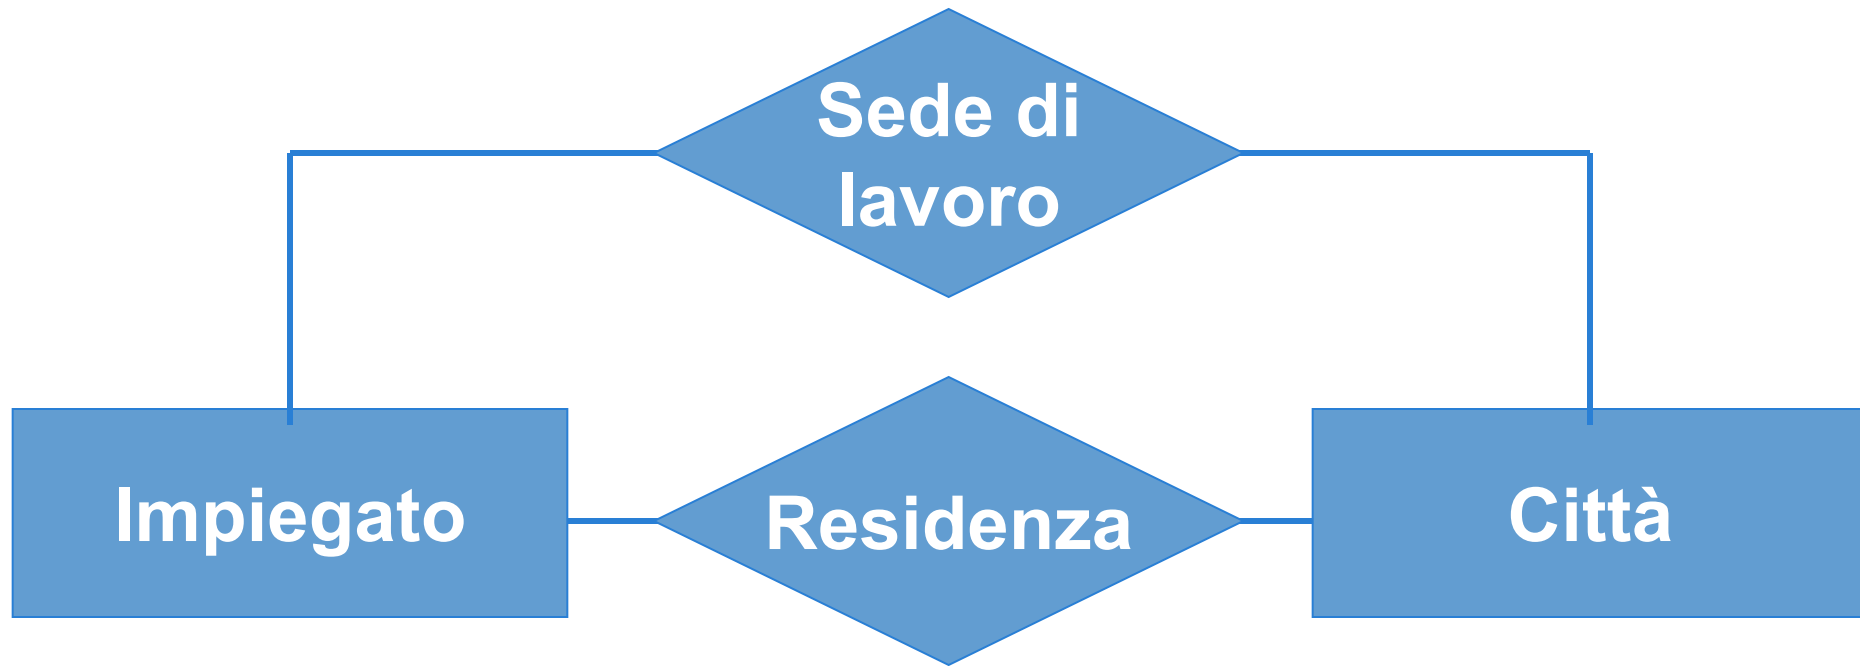 Sede di
lavoro
Impiegato
Residenza
Città